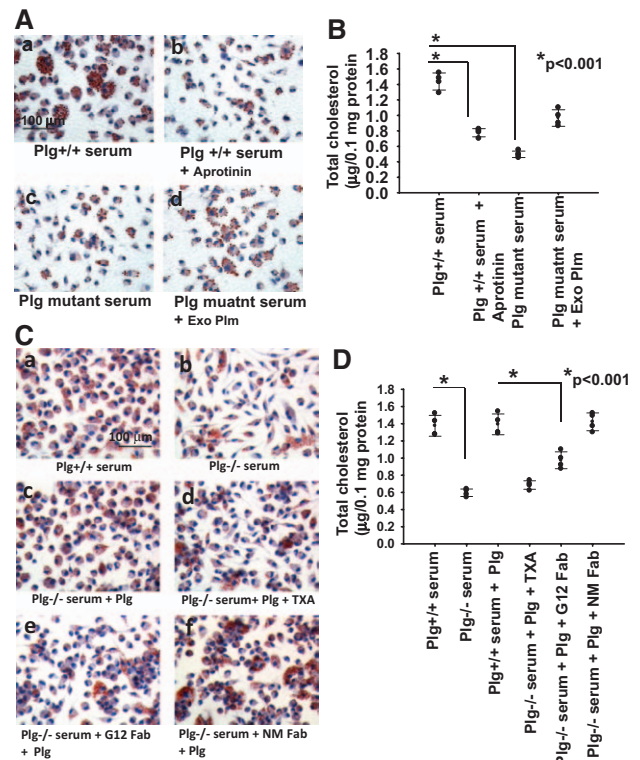 A
a
b
100 µm
Plg+/+ serum
Plg +/+ serum
+ Aprotinin
c
d
Plg mutant serum
Plg muatnt serum
+ Exo Plm
B
Total cholesterol
(µg/0.1 mg protein)
1.8
1.6
1.4
1.2
1.0
0.8
0.6
0.4
0.2
0.0
*
*
*p<0.001
Plg+/+ serum
Plg +/+ serum +
Aprotinin
Plg mutant serum
Plg muatnt serum
+ Exo Plm
C
a
b
100 µm
Plg+/+ serum
Plg-/- serum
c
d
Plg-/- serum + Plg
Plg-/- serum+ Plg + TXA
e
f
Plg-/- serum + G12 Fab
+ Plg
Plg-/- serum + NM Fab
+ Plg
D
Total cholesterol
(µg/0.1 mg protein)
1.8
1.6
1.4
1.2
1.0
0.8
0.6
0.4
0.2
0.0
*
*
*p<0.001
Plg+/+ serum
Plg-/- serum
Plg+/+ serum + Plg
Plg-/- serum + Plg + TXA
Plg-/- serum + Plg + G12 Fab
Plg-/- serum + Plg + NM Fab